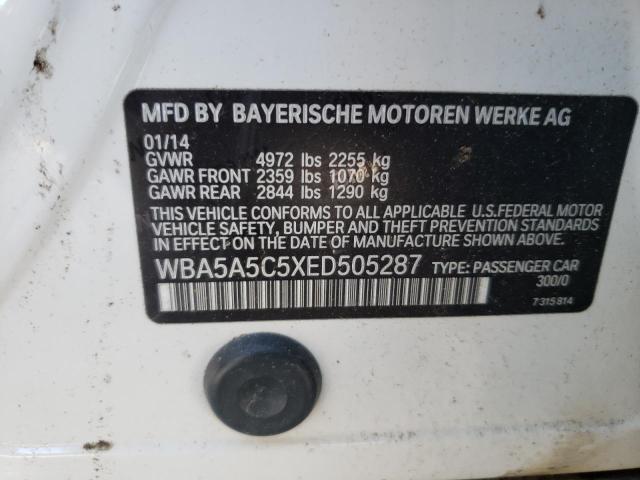 MFD BY BAYERISCHE MOTOREN WERKE AG
01/14
GVWR 4972 lbs 2255 kg
GAWR FRONT 2359 lbs 1070 kg
GAWR REAR 2844 lbs 1290 kg
THIS VEHICLE CONFORMS TO ALL APPLICABLE U.S.FEDERAL MOTOR
VEHICLE SAFETY, BUMPER AND THEFT PREVENTION STANDARDS
IN EFFECT ON THE DATE OF MANUFACTURE SHOWN ABOVE.
WBA5A5C5XED505287 TYPE: PASSENGER CAR
300/0
7315814